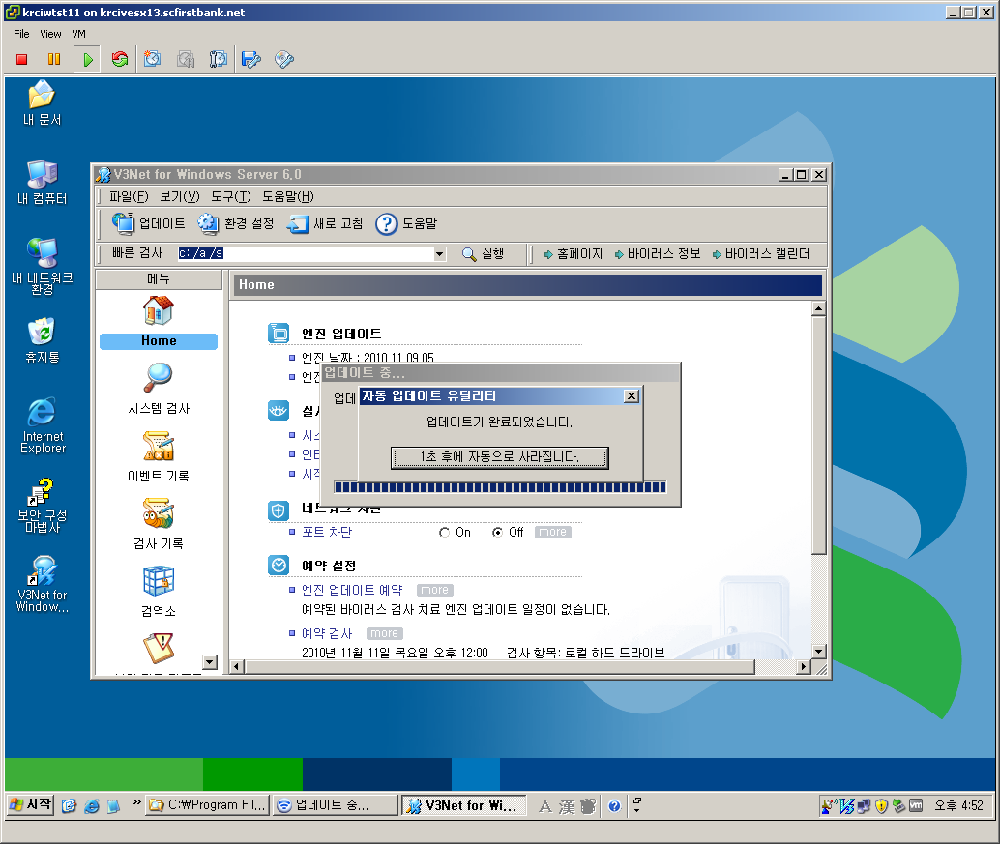 krciwtst11 on krcivesx13.scfirstbank.net
File View VM
내 문서
내 컴퓨터
내 네트워크 환경
휴지통
Internet Explorer
보안 구성 마법사
V3Net for Window...
V3Net for Windows Server 6.0
파일(F) 보기(V) 도구(T) 도움말(H)
업데이트 환경 설정 새로 고침 도움말
빠른 검사 c:/a /s 실행 홈페이지 바이러스 정보 바이러스 캘린더
메뉴
Home
시스템 검사
이벤트 기록
검사 기록
검역소
Home
엔진 업데이트
엔진 날짜 : 2010.11.09.05
엔진
업데이트 중...
업데
자동 업데이트 유틸리티
업데이트가 완료되었습니다.
1초 후에 자동으로 사라집니다.
실시
시스
인터
시작
네트워크 차단
포트 차단 On Off more
예약 설정
엔진 업데이트 예약 more
예약된 바이러스 검사 치료 엔진 업데이트 일정이 없습니다.
예약 검사 more
2010년 11월 11일 목요일 오후 12:00 검사 항목: 로컬 하드 드라이브
시작 » C:₩Program Fil... 업데이트 중... V3Net for Wi... A 漢 오후 4:52